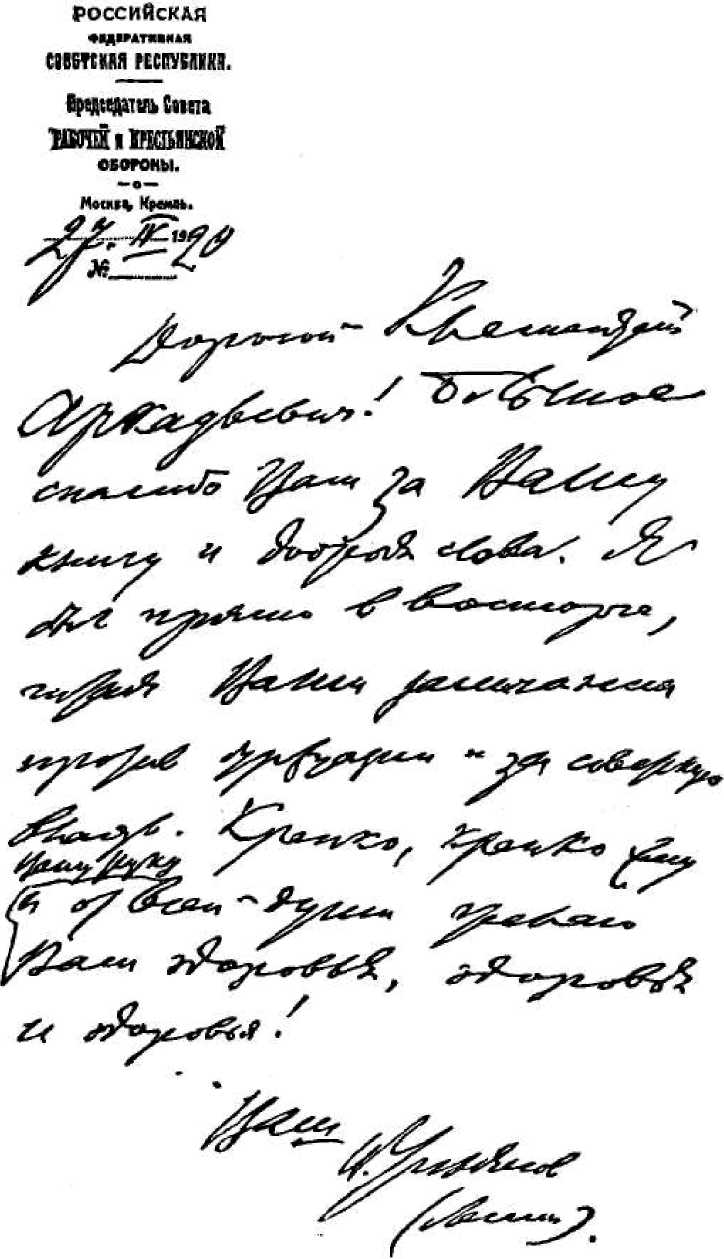 РОССИЙСКАЯ
ФЕДЕРАТИВНАЯ
СОВЕТСКАЯ РЕСПУБЛИКА.
Председатель Совета
РАБОЧЕЙ и КРЕСТЬЯНСКОЙ
ОБОРОНЫ.
Москва, Кремль.
27. IV 1920
№
Дорогой Климентий
Аркадьевич! Большое
спасибо Вам за Вашу
книгу и добрые слова. Я
был прямо в восторге,
читая Ваши замечания
против буржуазии и за советскую
власть. Крепко, крепко жму
Вашу руку
и от всей души желаю
Вам здоровья, здоровья
и здоровья!
Ваш
В. Ульянов
(Ленин).